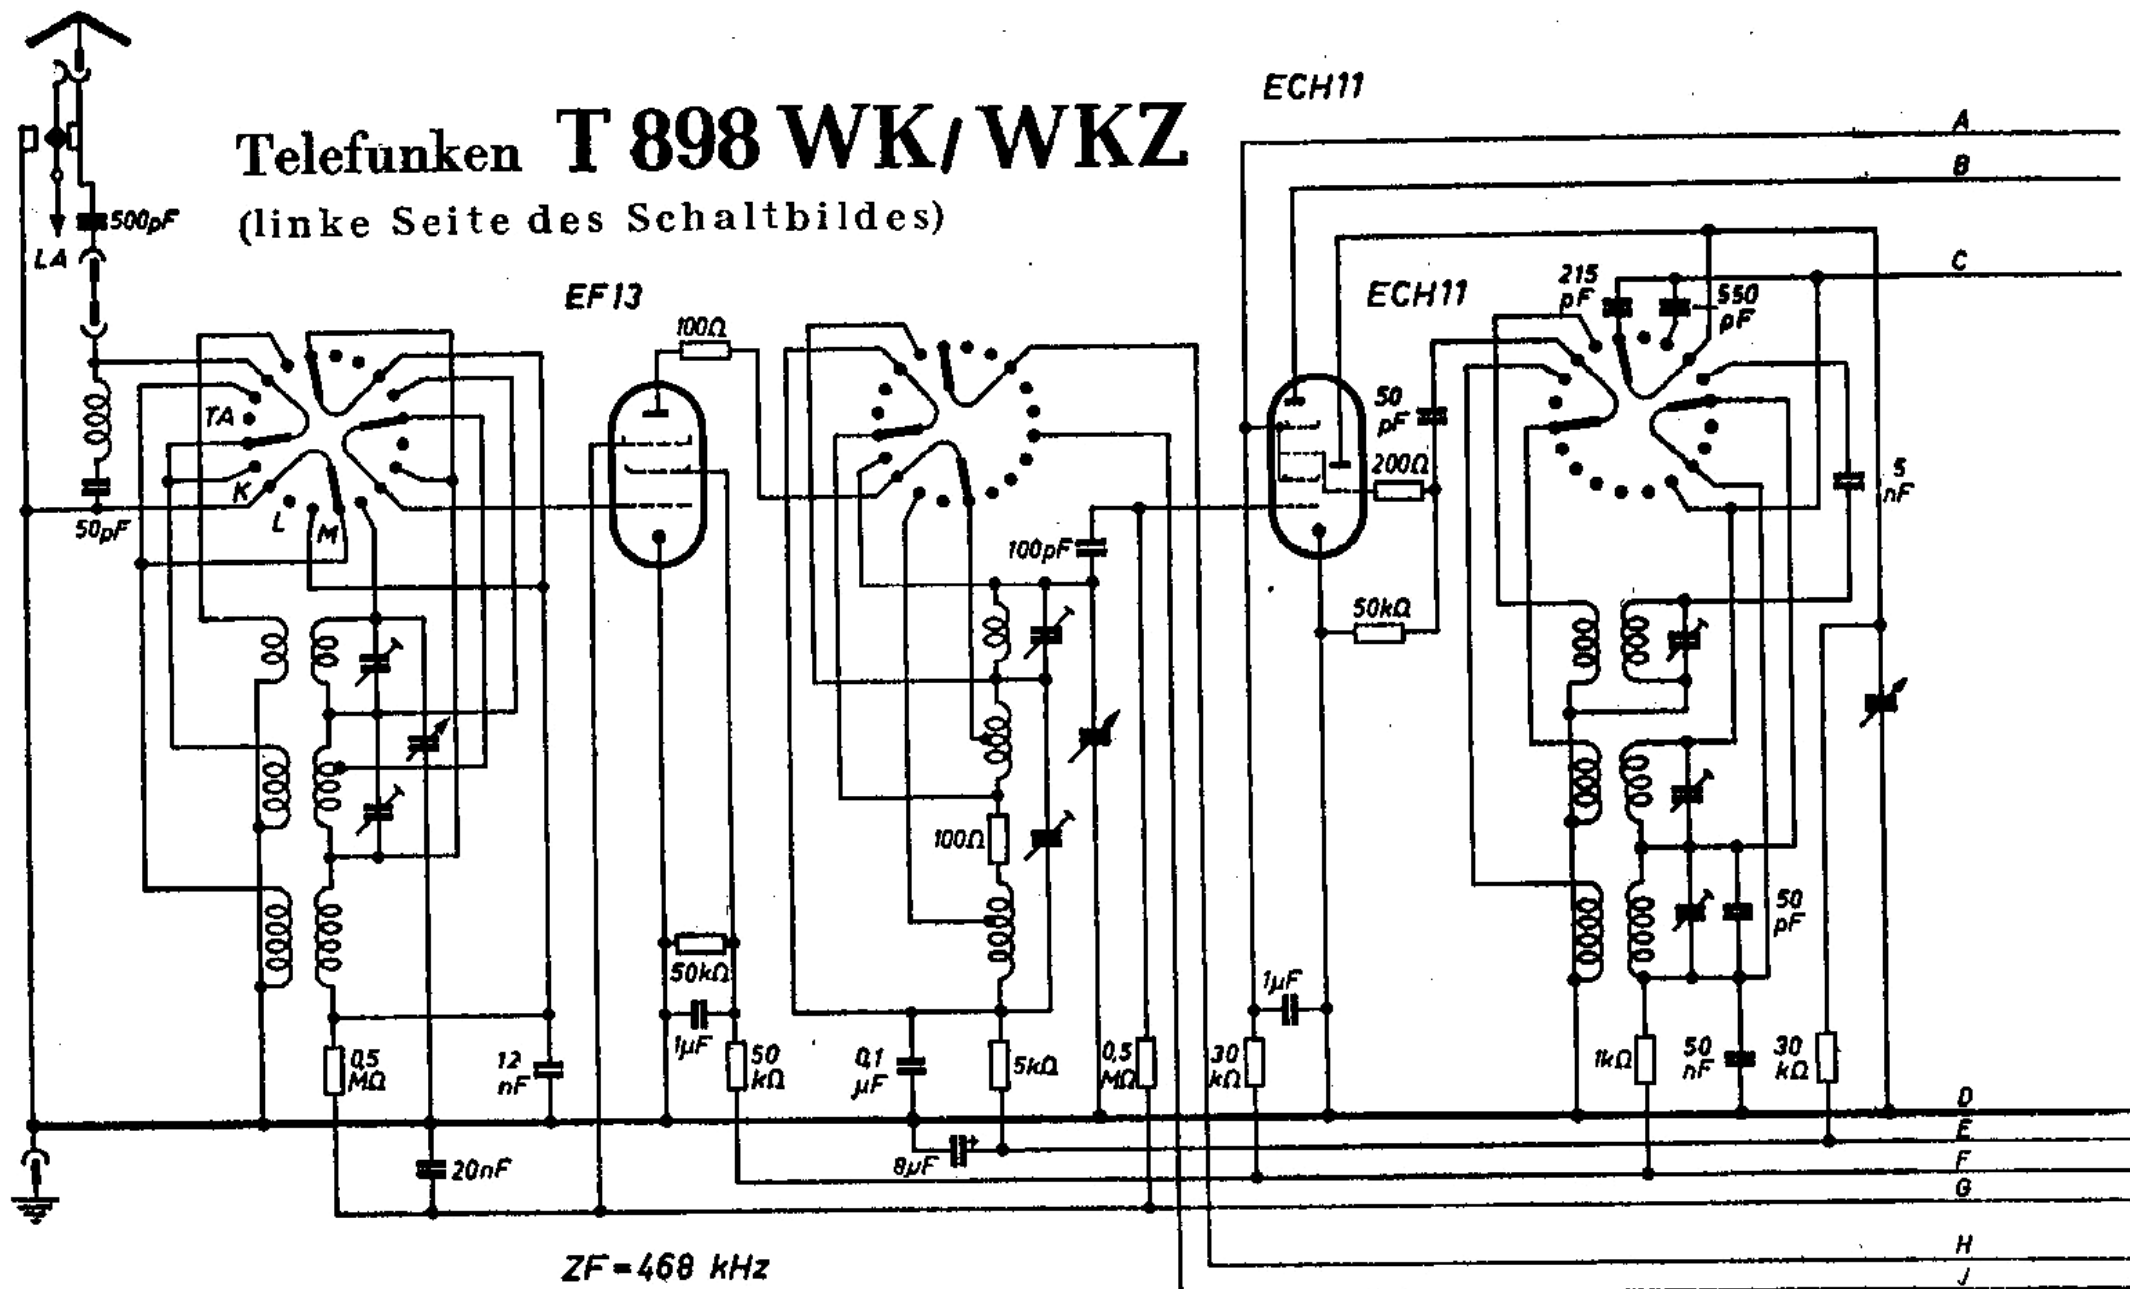 ECH11
Telefunken T 898 WK/WKZ
(linke Seite des Schaltbildes)
A
B
C
500pF
LA
EF13
100Ω
ECH11
215
pF
550
pF
TA
K
L
M
50pF
50
pF
200Ω
5
nF
100pF
50kΩ
100Ω
50
pF
50kΩ
1µF
1µF
0,5
MΩ
12
nF
50
kΩ
0,1
µF
5kΩ
0,5
MΩ
30
kΩ
1kΩ
50
nF
30
kΩ
D
E
8µF
+
F
20nF
G
H
ZF=468 kHz
J